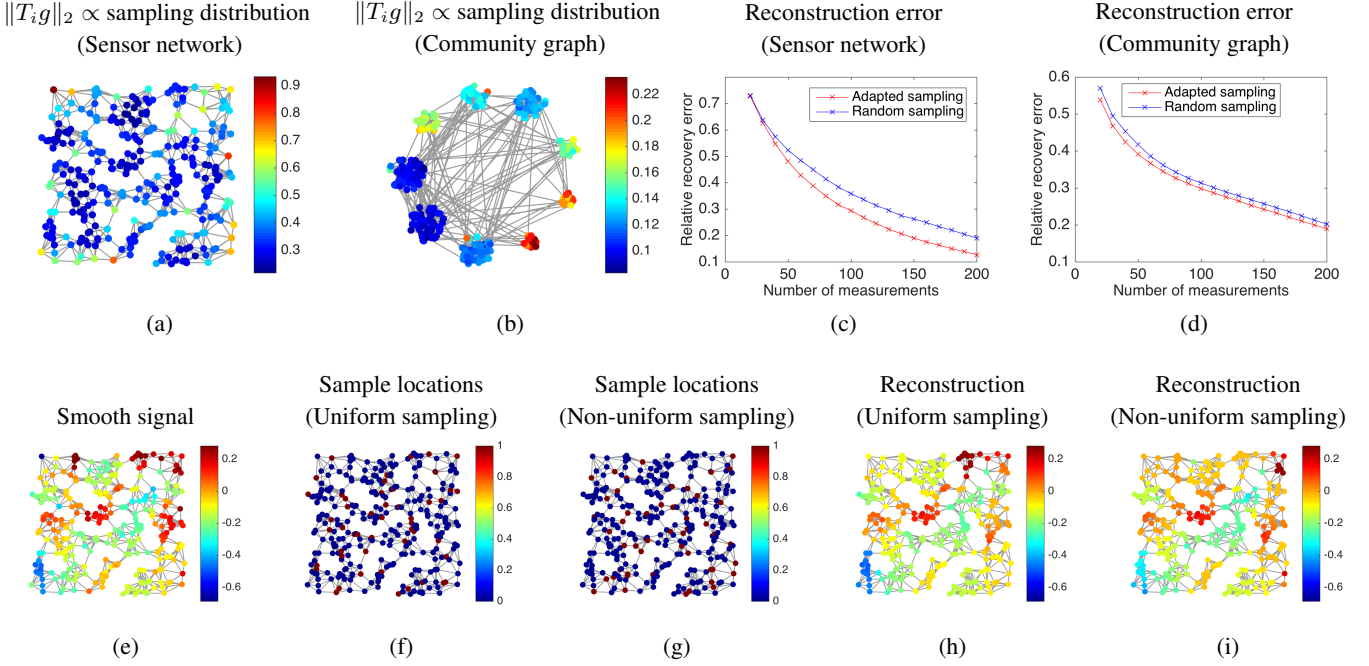 ‖T_i g‖_2 ∝ sampling distribution
(Sensor network)
0.9
0.8
0.7
0.6
0.5
0.4
0.3
(a)
‖T_i g‖_2 ∝ sampling distribution
(Community graph)
0.22
0.2
0.18
0.16
0.14
0.12
0.1
(b)
Reconstruction error
(Sensor network)
Relative recovery error
0.7
0.6
0.5
0.4
0.3
0.2
0.1
Adapted sampling
Random sampling
0 50 100 150 200
Number of measurements
(c)
Reconstruction error
(Community graph)
Relative recovery error
0.6
0.5
0.4
0.3
0.2
0.1
Adapted sampling
Random sampling
0 50 100 150 200
Number of measurements
(d)
Smooth signal
0.2
0
-0.2
-0.4
-0.6
(e)
Sample locations
(Uniform sampling)
1
0.8
0.6
0.4
0.2
0
(f)
Sample locations
(Non-uniform sampling)
1
0.8
0.6
0.4
0.2
0
(g)
Reconstruction
(Uniform sampling)
0.2
0
-0.2
-0.4
-0.6
(h)
Reconstruction
(Non-uniform sampling)
0.2
0
-0.2
-0.4
-0.6
(i)